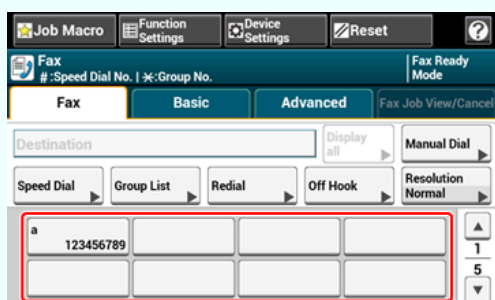 Job Macro
Function
Settings
Device
Settings
Reset
?
Fax
#:Speed Dial No. | ✳:Group No.
Fax Ready
Mode
Fax
Basic
Advanced
Fax Job View/Cancel
Destination
Display
all
Manual Dial
Speed Dial
Group List
Redial
Off Hook
Resolution
Normal
a
123456789
1
5